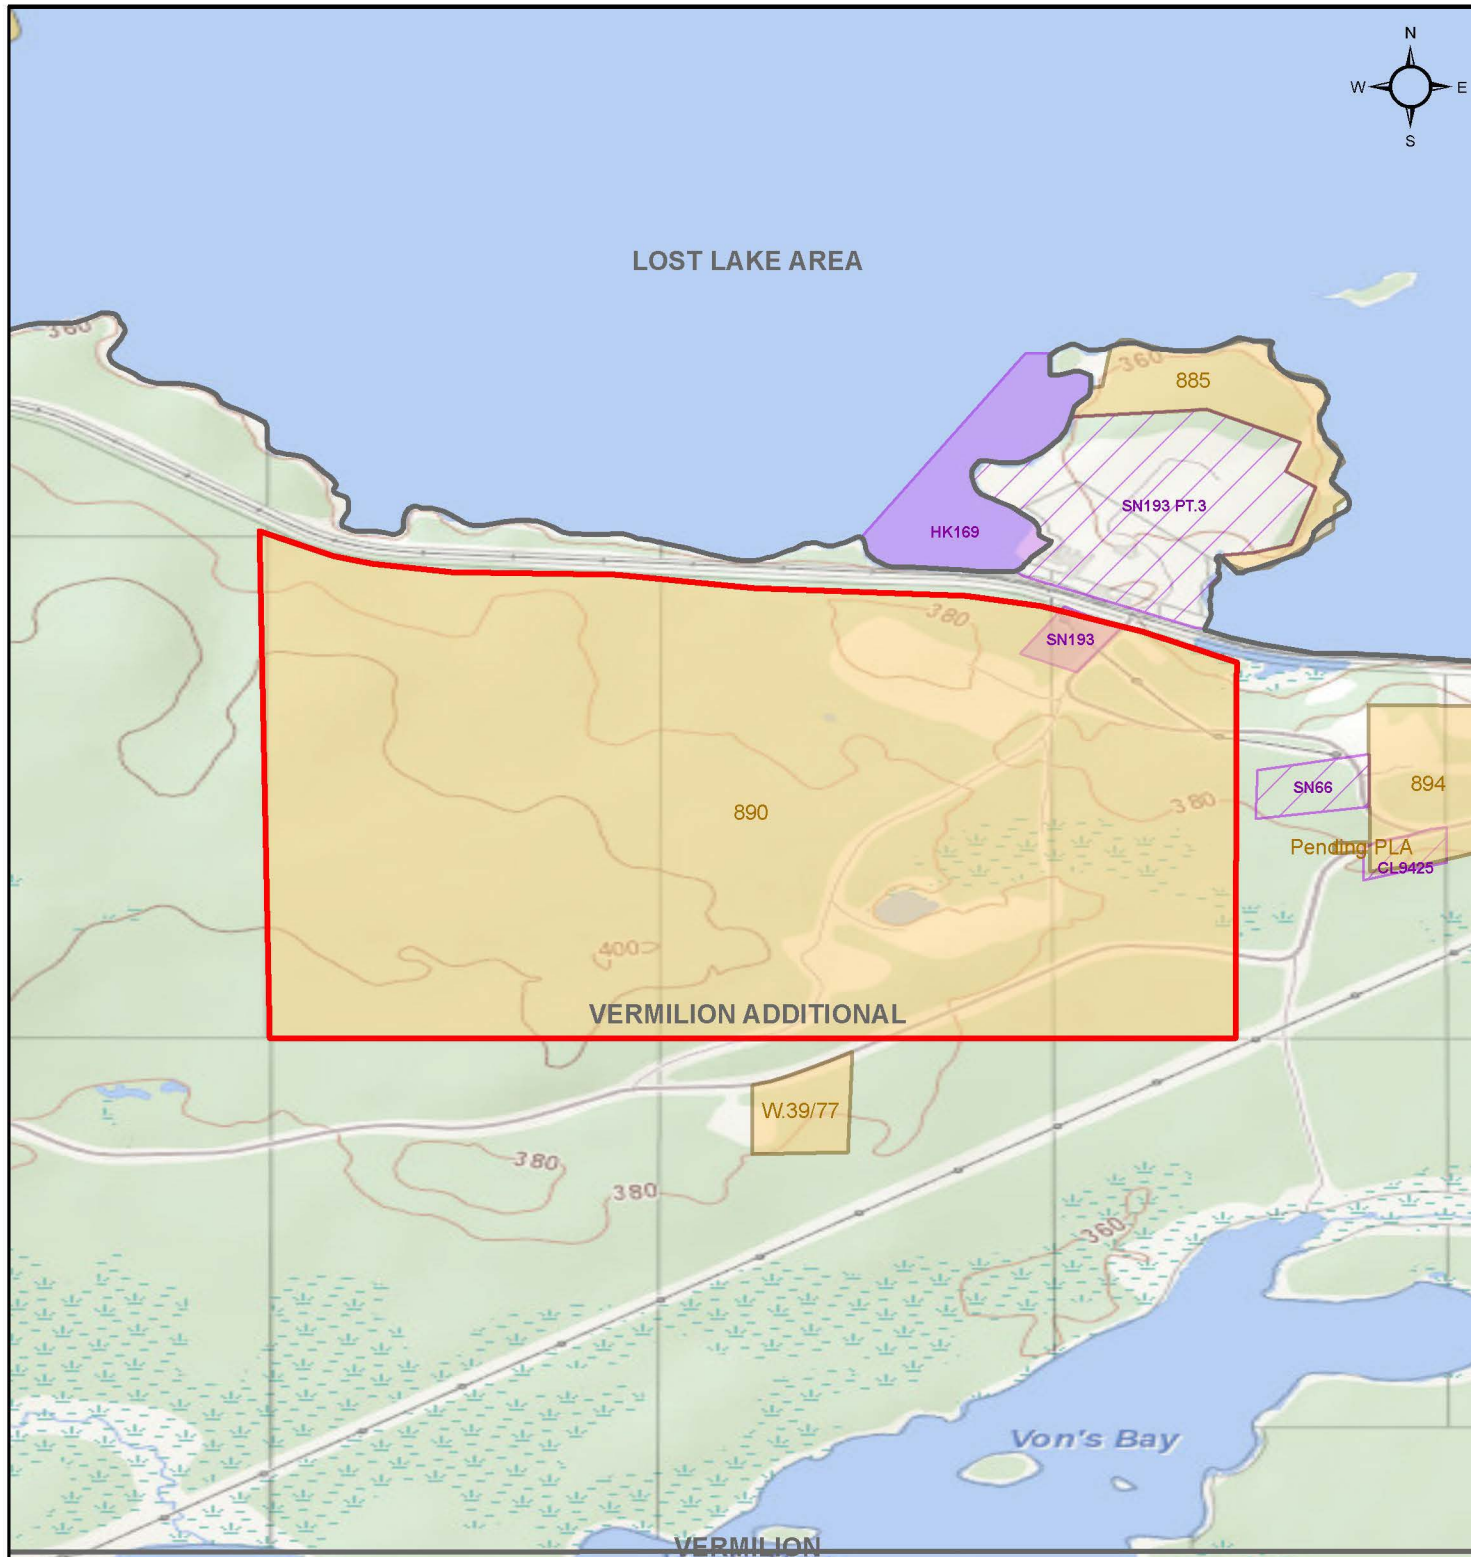 N
W E
S
LOST LAKE AREA
360
360
885
SN193 PT.3
HK169
380
SN193
SN66
894
380
890
Pending PLA
CL9425
400
VERMILION ADDITIONAL
W.39/77
380
380
360
Von's Bay
VERMILION